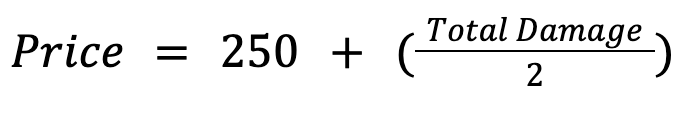 Price = 250 + (Total Damage / 2)